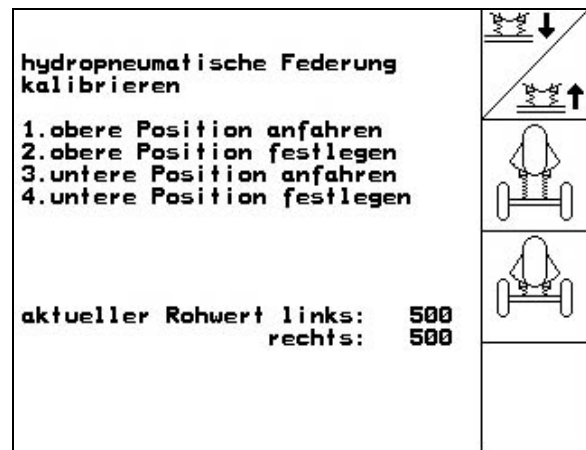 hydropneumatische Federung
kalibrieren
1.obere Position anfahren
2.obere Position festlegen
3.untere Position anfahren
4.untere Position festlegen
aktueller Rohwert links: 500
rechts: 500